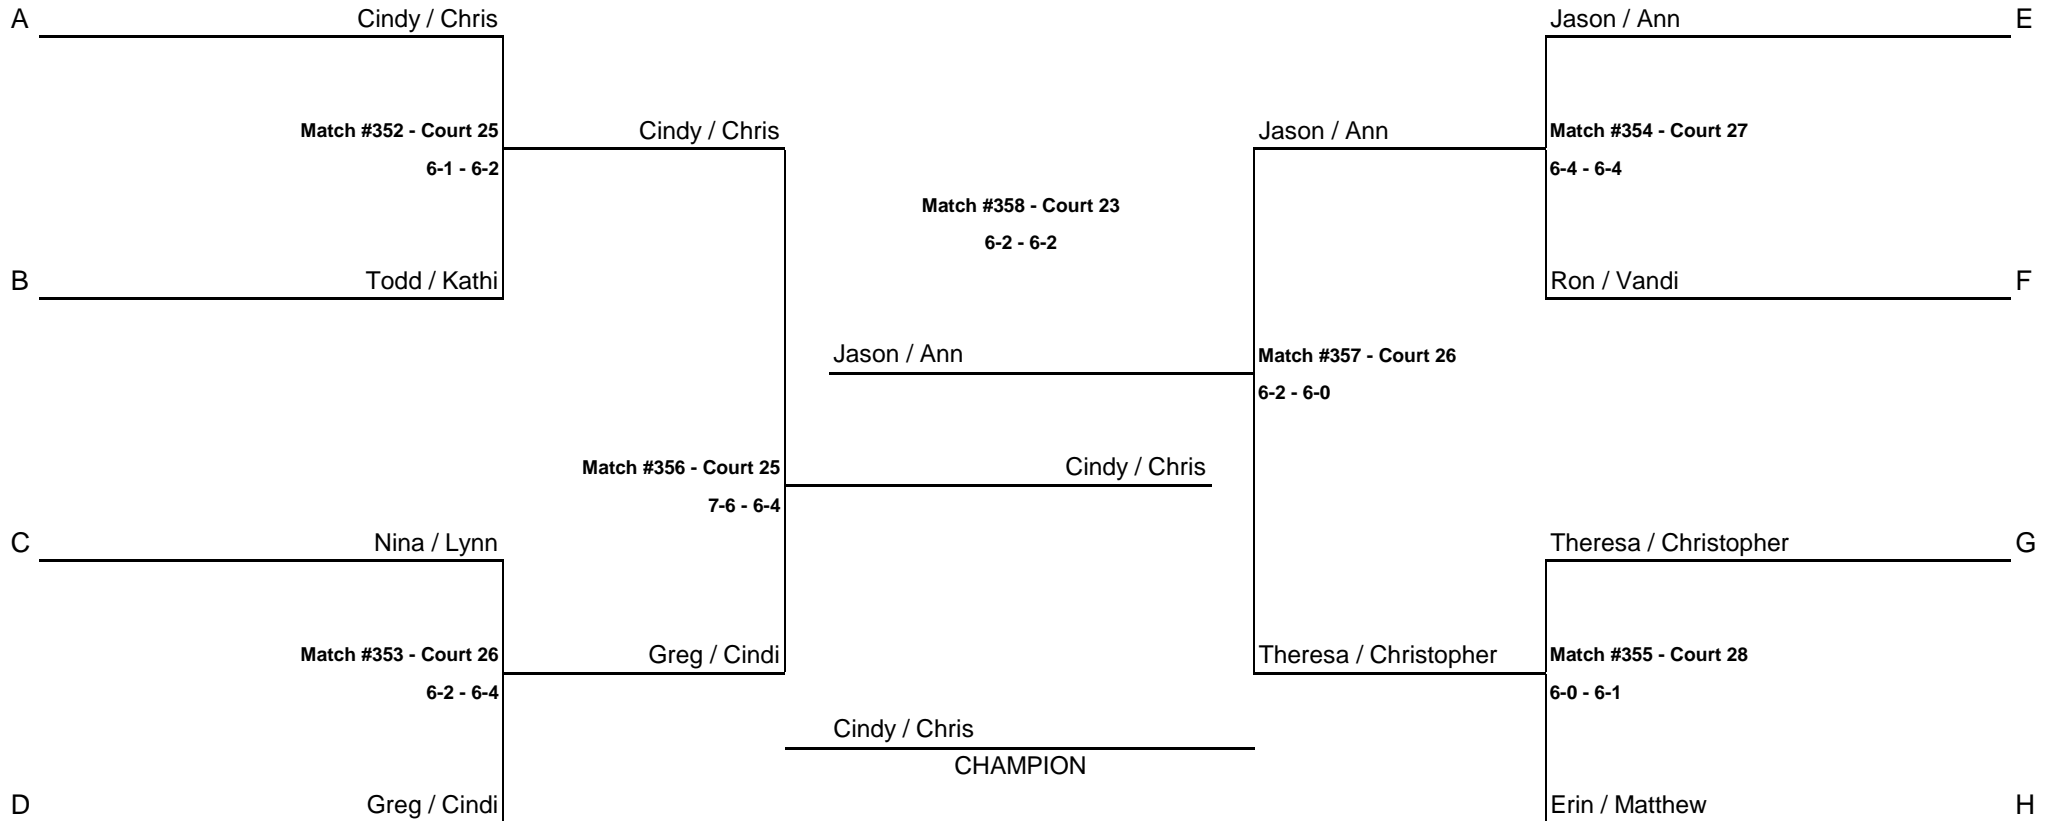 A
Cindy / Chris
Jason / Ann
E
Match #352 - Court 25
Cindy / Chris
Jason / Ann
Match #354 - Court 27
6-1 - 6-2
6-4 - 6-4
Match #358 - Court 23
6-2 - 6-2
B
Todd / Kathi
Ron / Vandi
F
Jason / Ann
Match #357 - Court 26
6-2 - 6-0
Match #356 - Court 25
Cindy / Chris
7-6 - 6-4
C
Nina / Lynn
Theresa / Christopher
G
Match #353 - Court 26
Greg / Cindi
Theresa / Christopher
Match #355 - Court 28
6-2 - 6-4
6-0 - 6-1
Cindy / Chris
CHAMPION
D
Greg / Cindi
Erin / Matthew
H